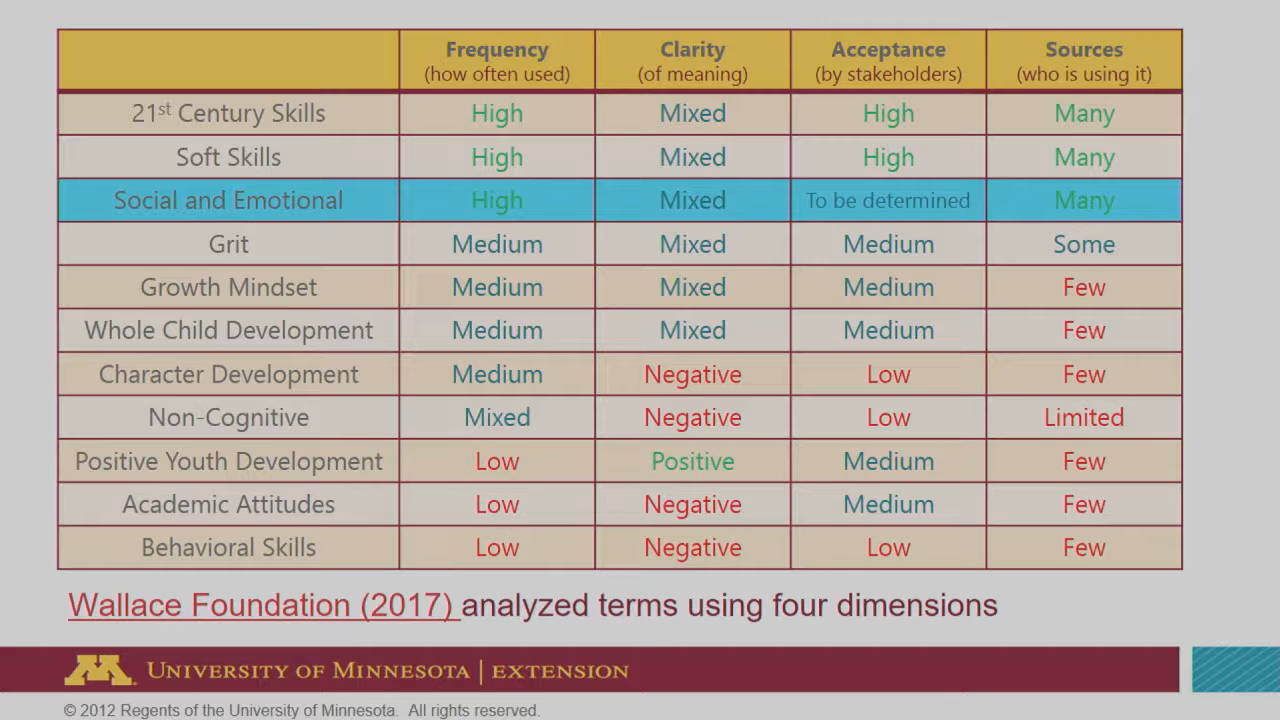 Frequency Clarity Acceptance Sources
(how often used) (of meaning) (by stakeholders) (who is using it)
21st Century Skills High Mixed High Many
Soft Skills High Mixed High Many
Social and Emotional High Mixed To be determined Many
Grit Medium Mixed Medium Some
Growth Mindset Medium Mixed Medium Few
Whole Child Development Medium Mixed Medium Few
Character Development Medium Negative Low Few
Non-Cognitive Mixed Negative Low Limited
Positive Youth Development Low Positive Medium Few
Academic Attitudes Low Negative Medium Few
Behavioral Skills Low Negative Low Few
Wallace Foundation (2017) analyzed terms using four dimensions
M University of Minnesota | Extension
© 2012 Regents of the University of Minnesota. All rights reserved.